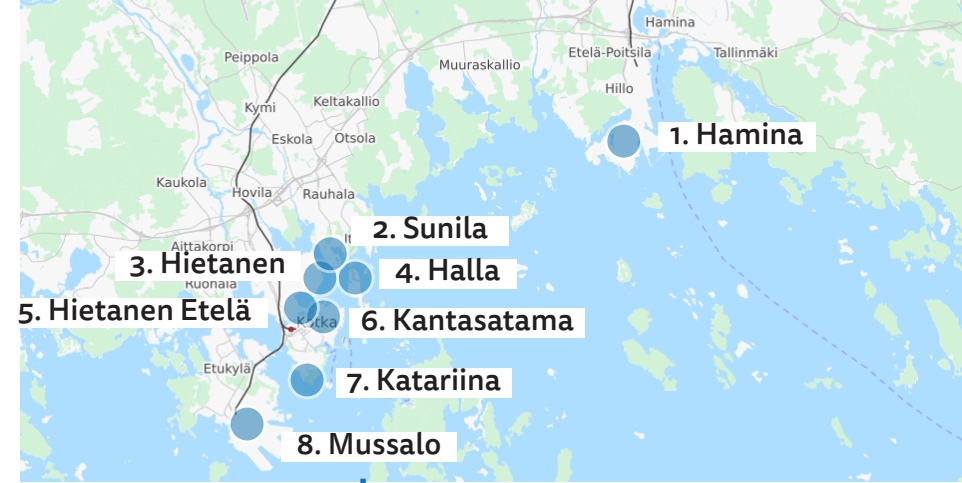 Hamina
Etelä-Poitsila
Tallinmäki
Peippola
Muuraskallio
Hillo
Keltakallio
Kymi
1. Hamina
Eskola
Otsola
Kaukola
Hovila
Rauhala
2. Sunila
Aittakorpi
3. Hietanen
4. Halla
Ruonala
5. Hietanen Etelä
6. Kantasatama
Kotka
Etukylä
7. Katariina
8. Mussalo